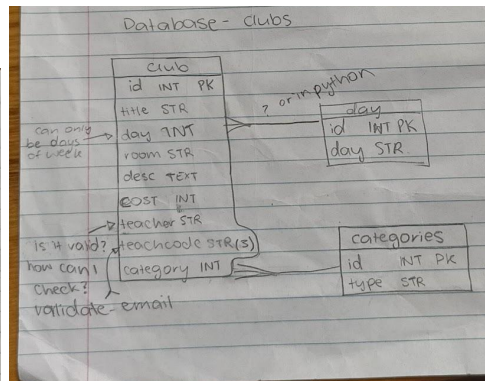 Database - clubs
club
id INT PK
title STR
day INT
room STR
desc TEXT
COST INT
teacher STR
teachcode STR(3)
category INT
can only
be days
of week
? or in python
day
id INT PK
day STR
categories
id INT PK
type STR
Is it valid?
how can I
check?
validate - email